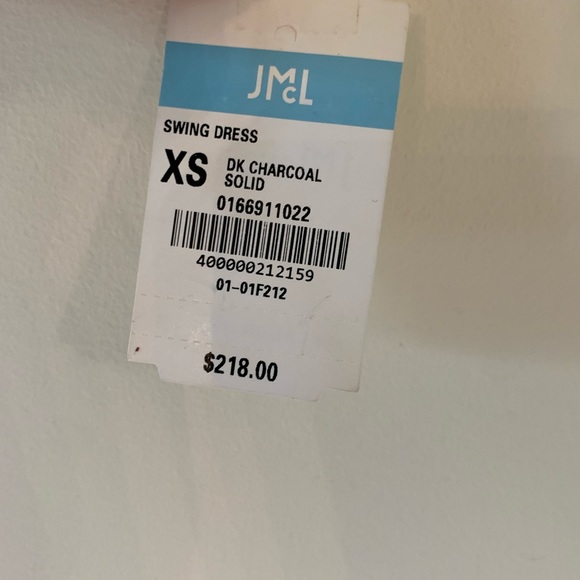 JMcL
SWING DRESS
XS DK CHARCOAL
SOLID
0166911022
400000212159
01-01F212
$218.00